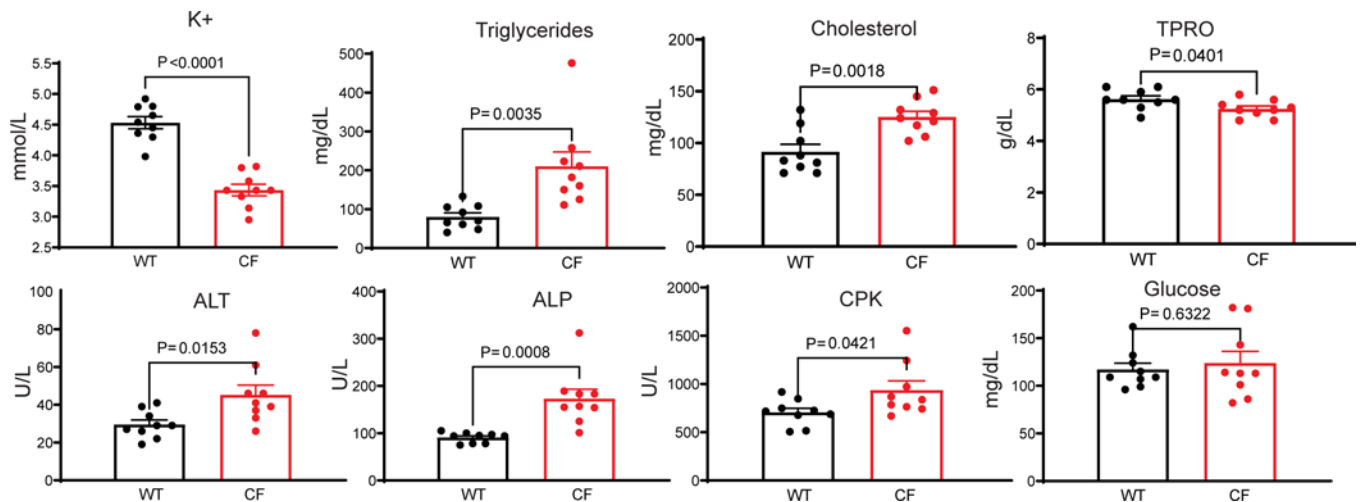 K+
P<0.0001
mmol/L
5.5
5.0
4.5
4.0
3.5
3.0
2.5
WT CF
Triglycerides
P=0.0035
mg/dL
500
400
300
200
100
0
WT CF
Cholesterol
P=0.0018
mg/dL
200
150
100
50
0
WT CF
TPRO
P=0.0401
g/dL
8
6
4
2
0
WT CF
ALT
P=0.0153
U/L
100
80
60
40
20
0
WT CF
ALP
P=0.0008
U/L
400
300
200
100
0
WT CF
CPK
P=0.0421
U/L
2000
1500
1000
500
0
WT CF
Glucose
P=0.6322
mg/dL
200
150
100
50
0
WT CF